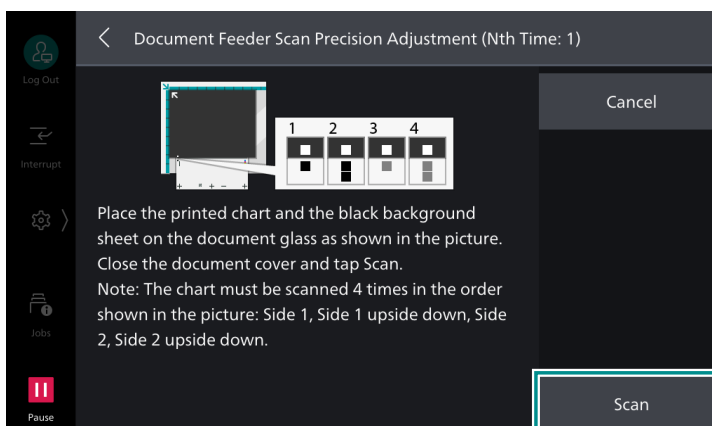 Document Feeder Scan Precision Adjustment (Nth Time: 1)
Log Out
Cancel
1 2 3 4
Interrupt
Place the printed chart and the black background
sheet on the document glass as shown in the picture.
Close the document cover and tap Scan.
Note: The chart must be scanned 4 times in the order
shown in the picture: Side 1, Side 1 upside down, Side
2, Side 2 upside down.
Jobs
Pause
Scan